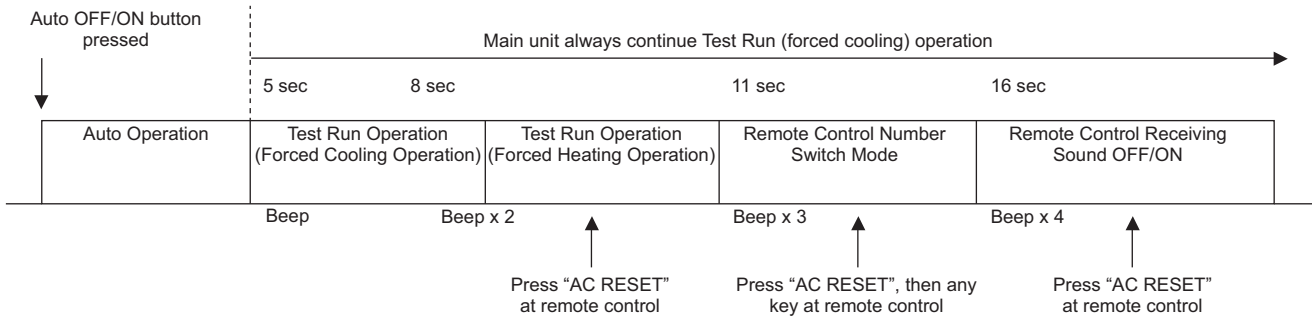 Auto OFF/ON button
pressed
Main unit always continue Test Run (forced cooling) operation
5 sec
8 sec
11 sec
16 sec
Auto Operation
Test Run Operation
(Forced Cooling Operation)
Test Run Operation
(Forced Heating Operation)
Remote Control Number
Switch Mode
Remote Control Receiving
Sound OFF/ON
Beep
Beep x 2
Beep x 3
Beep x 4
Press “AC RESET”
at remote control
Press “AC RESET”, then any
key at remote control
Press “AC RESET”
at remote control